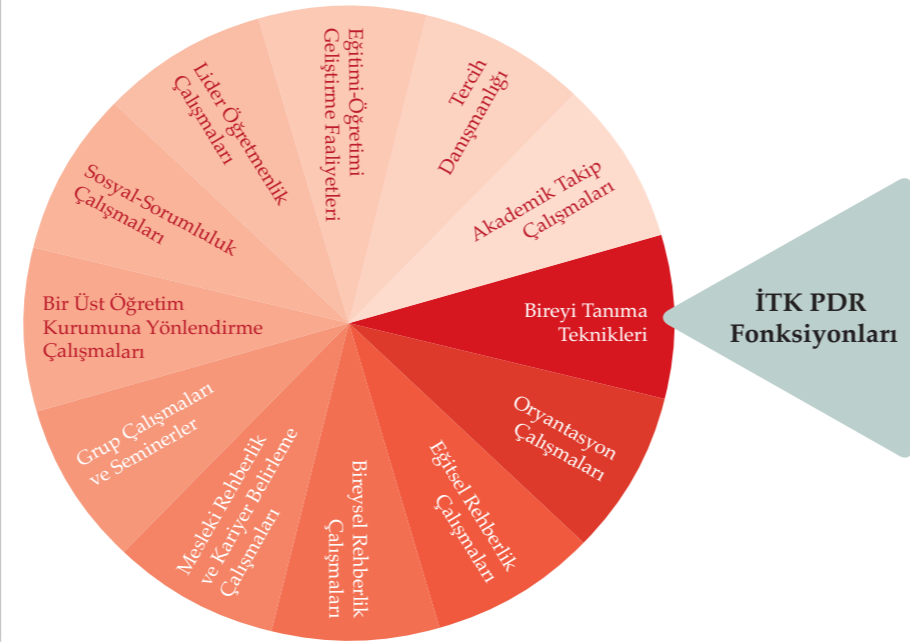 Eğitimi-Öğretimi
Geliştirme Faaliyetleri
Tercih
Danışmanlığı
Akademik Takip
Çalışmaları
Bireyi Tanıma
Teknikleri
Oryantasyon
Çalışmaları
Eğitsel Rehberlik
Çalışmaları
Bireysel Rehberlik
Çalışmaları
Mesleki Rehberlik
ve Kariyer Belirleme
Çalışmaları
Grup Çalışmaları
ve Seminerler
Bir Üst Öğretim
Kurumuna Yönlendirme
Çalışmaları
Sosyal-Sorumluluk
Çalışmaları
Lider Öğretmenlik
Çalışmaları
İTK PDR
Fonksiyonları